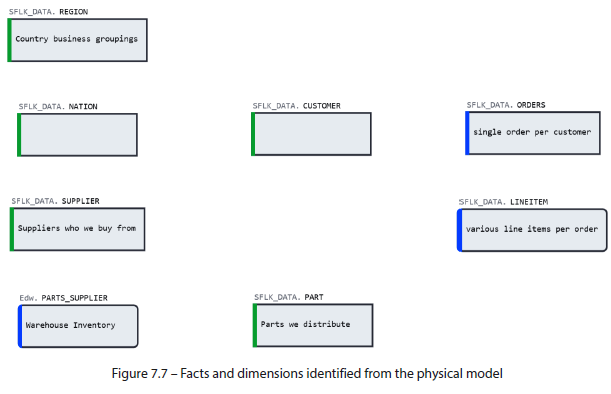 SFLK_DATA. REGION
Country business groupings
SFLK_DATA. NATION
SFLK_DATA. CUSTOMER
SFLK_DATA. ORDERS
single order per customer
SFLK_DATA. SUPPLIER
Suppliers who we buy from
SFLK_DATA. LINEITEM
various line items per order
Edw. PARTS_SUPPLIER
Warehouse Inventory
SFLK_DATA. PART
Parts we distribute
Figure 7.7 – Facts and dimensions identified from the physical model